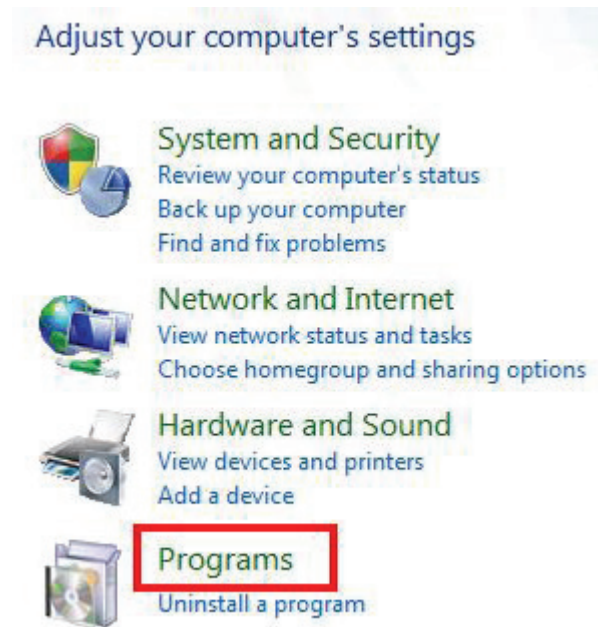 Adjust your computer's settings
System and Security
Review your computer's status
Back up your computer
Find and fix problems
Network and Internet
View network status and tasks
Choose homegroup and sharing options
Hardware and Sound
View devices and printers
Add a device
Programs
Uninstall a program